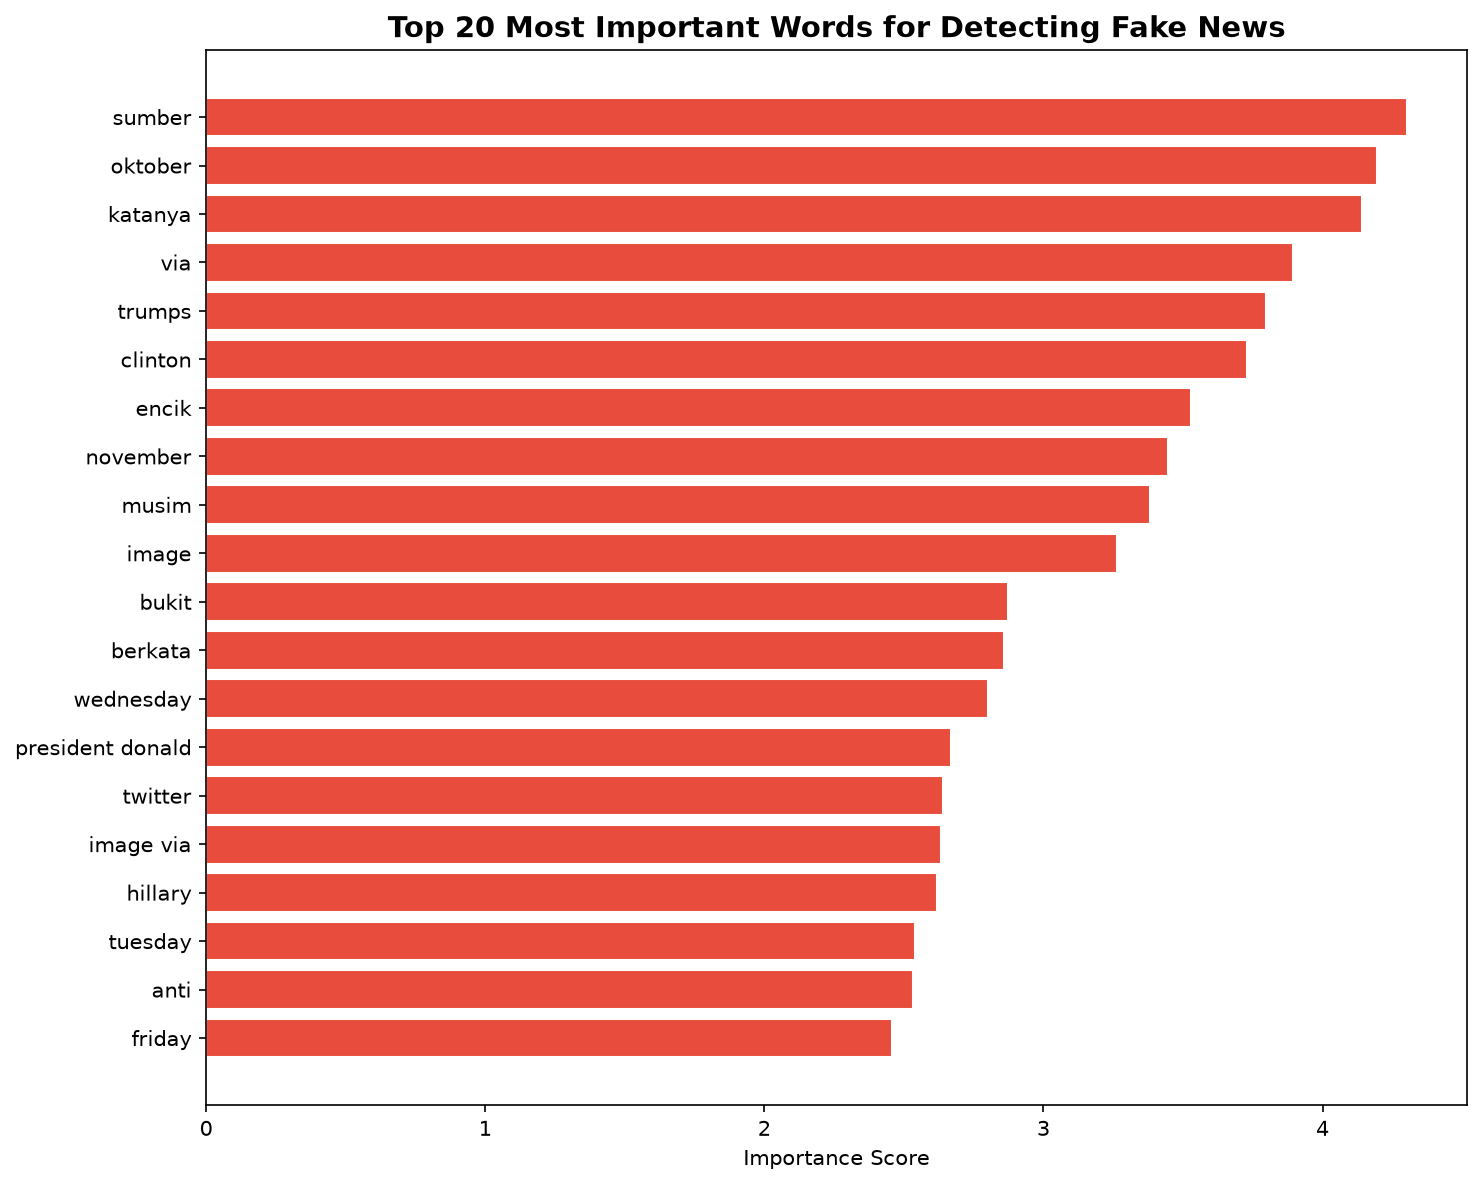 Top 20 Most Important Words for Detecting Fake News
sumber
oktober
katanya
via
trumps
clinton
encik
november
musim
image
bukit
berkata
wednesday
president donald
twitter
image via
hillary
tuesday
anti
friday
0 1 2 3 4
Importance Score